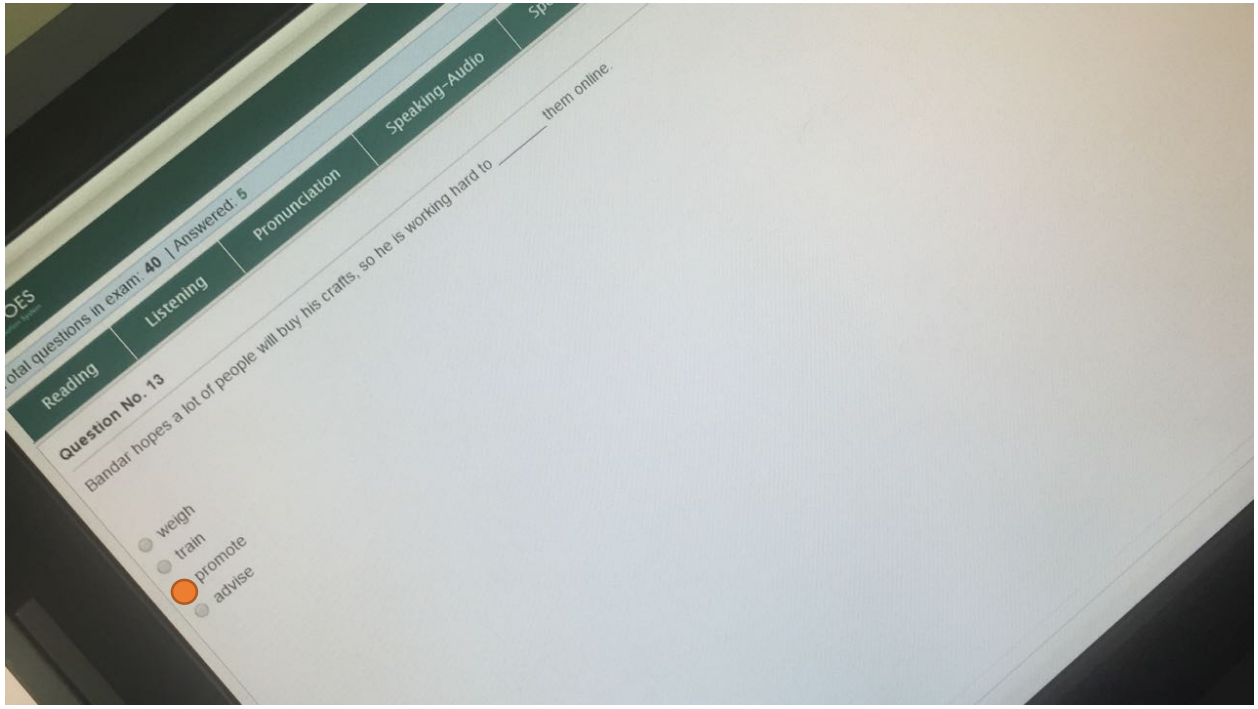 OES
otal questions in exam: 40 | Answered: 5
Reading Listening Pronunciation Speaking-Audio
Question No. 13
Bandar hopes a lot of people will buy his crafts, so he is working hard to ______ them online.
weigh
train
promote
advise